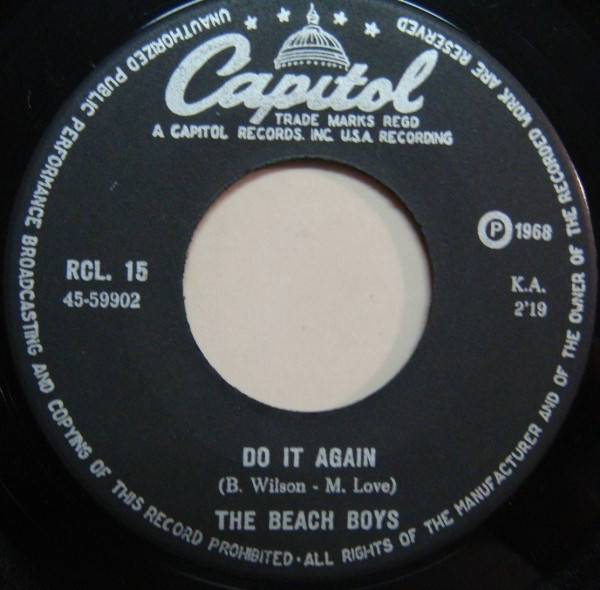 Capitol
TRADE MARKS REGD
A CAPITOL RECORDS. INC. U.S.A. RECORDING
℗ 1968
RCL. 15
45-59902
K.A.
2'19
DO IT AGAIN
(B. Wilson - M. Love)
THE BEACH BOYS
UNAUTHORIZED PUBLIC PERFORMANCE BROADCASTING AND COPYING OF THIS RECORD PROHIBITED · ALL RIGHTS OF THE MANUFACTURER AND OF THE OWNER OF THE RECORDED WORK ARE RESERVED